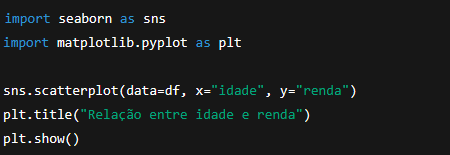 import seaborn as sns
import matplotlib.pyplot as plt
sns.scatterplot(data=df, x="idade", y="renda")
plt.title("Relação entre idade e renda")
plt.show()